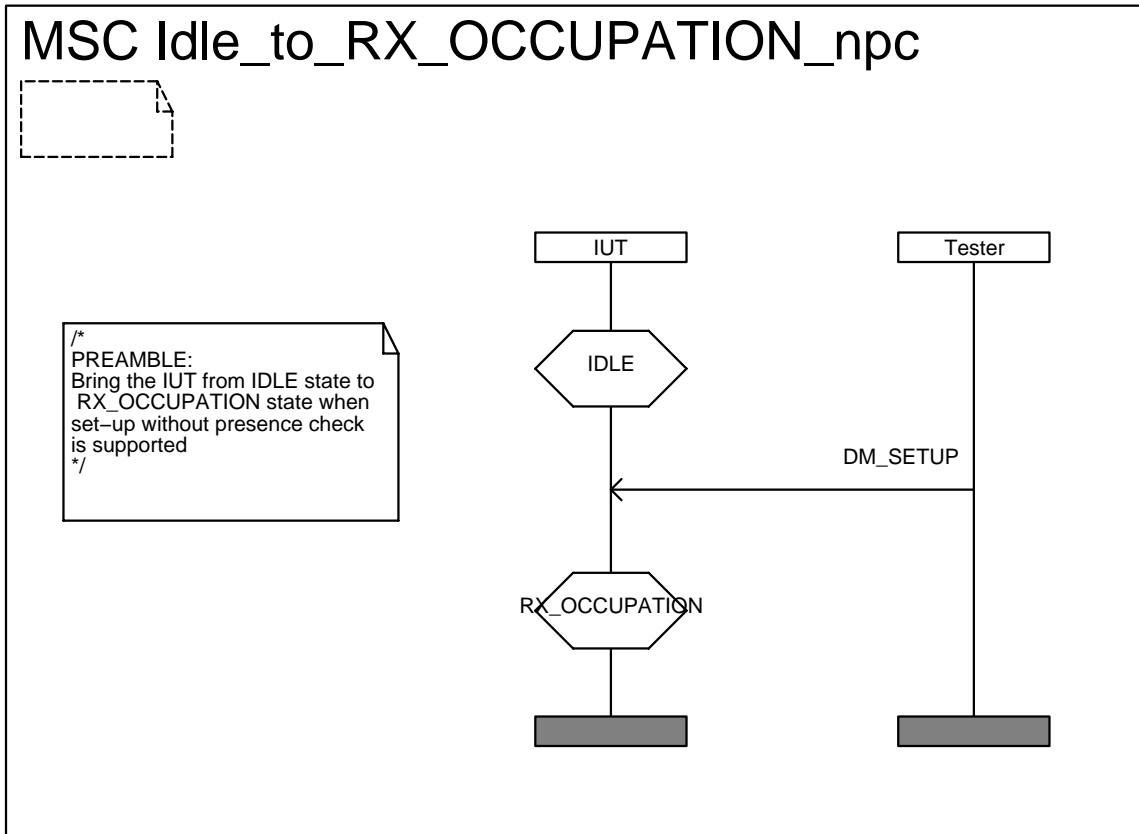 MSC Idle_to_RX_OCCUPATION_npc
IUT
Tester
/*
PREAMBLE:
Bring the IUT from IDLE state to
RX_OCCUPATION state when
set−up without presence check
is supported
*/
IDLE
DM_SETUP
RX_OCCUPATION